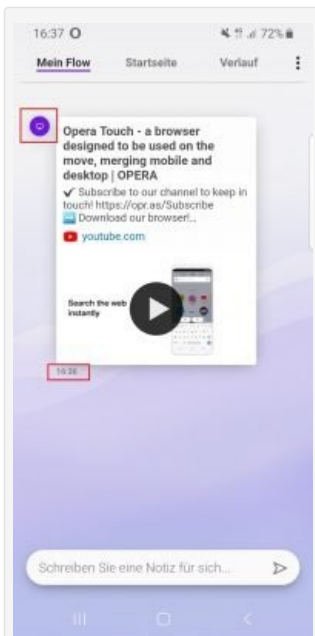 16:37 O 72%
Mein Flow Startseite Verlauf
Opera Touch - a browser
designed to be used on
the move, merging mobile and
desktop | OPERA
✔ Subscribe to our channel to keep in
touch! https://opr.as/Subscribe
➡ Download our browser!...
youtube.com
Search the web
instantly
16:36
Schreiben Sie eine Notiz für sich...